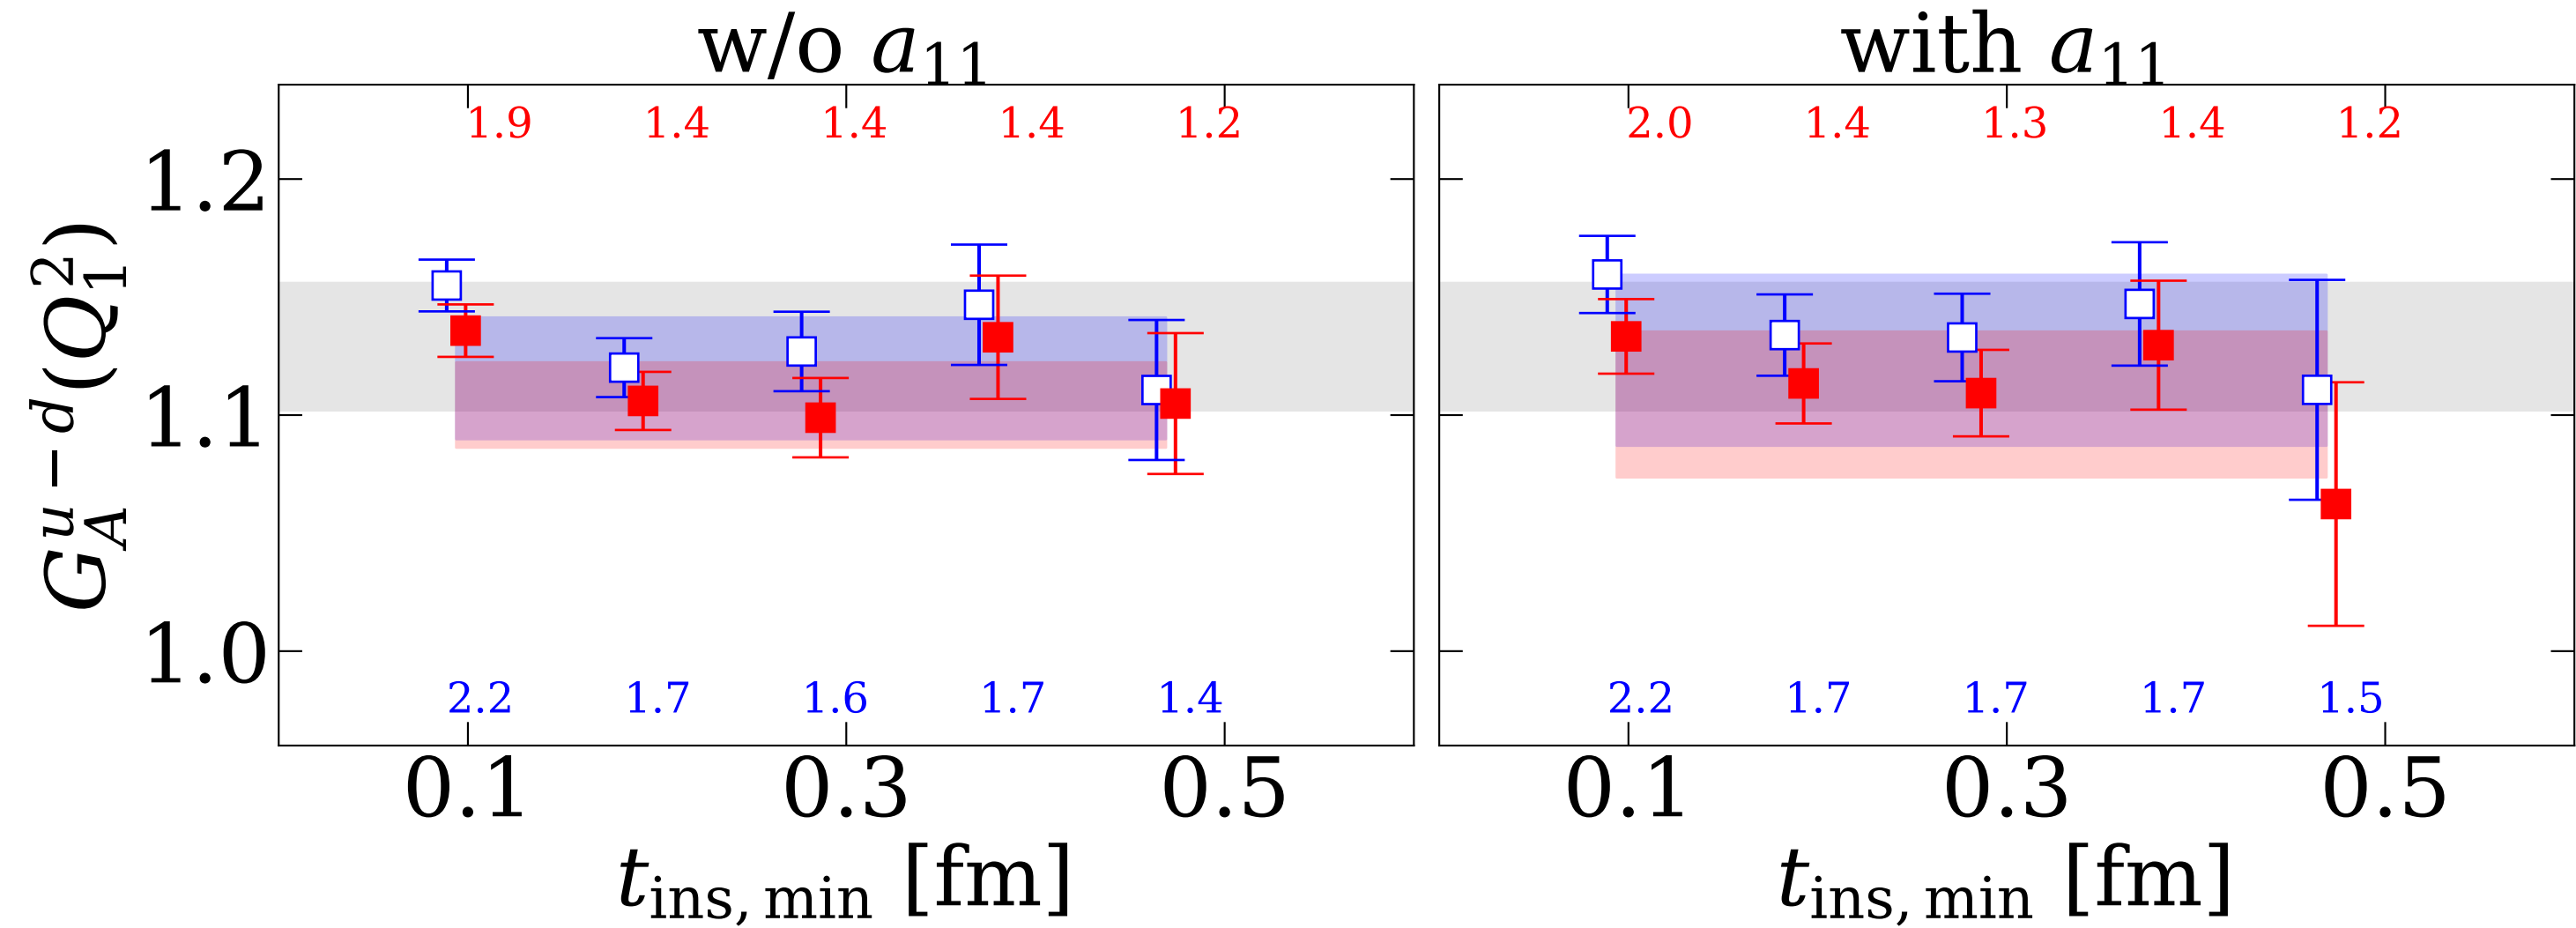 w/o a₁₁ with a₁₁
1.9 1.4 1.4 1.4 1.2 2.0 1.4 1.3 1.4 1.2
1.2
1.1
1.0
G_A^{u−d}(Q₁²)
2.2 1.7 1.6 1.7 1.4 2.2 1.7 1.7 1.7 1.5
0.1 0.3 0.5 0.1 0.3 0.5
t_{ins, min} [fm] t_{ins, min} [fm]